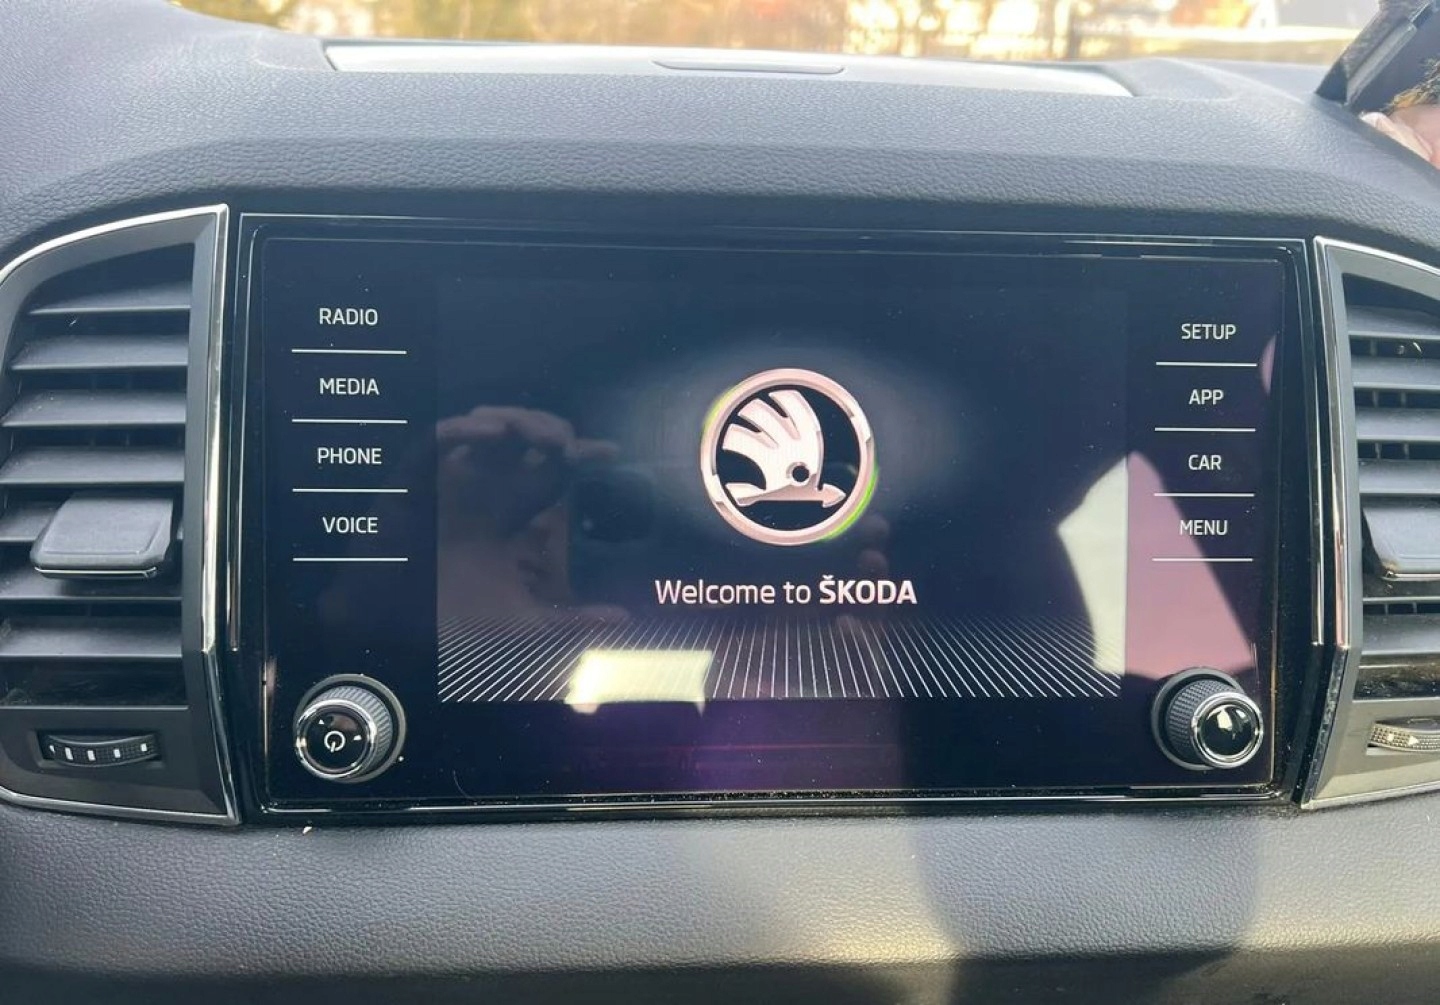 RADIO
MEDIA
PHONE
VOICE
Welcome to ŠKODA
SETUP
APP
CAR
MENU